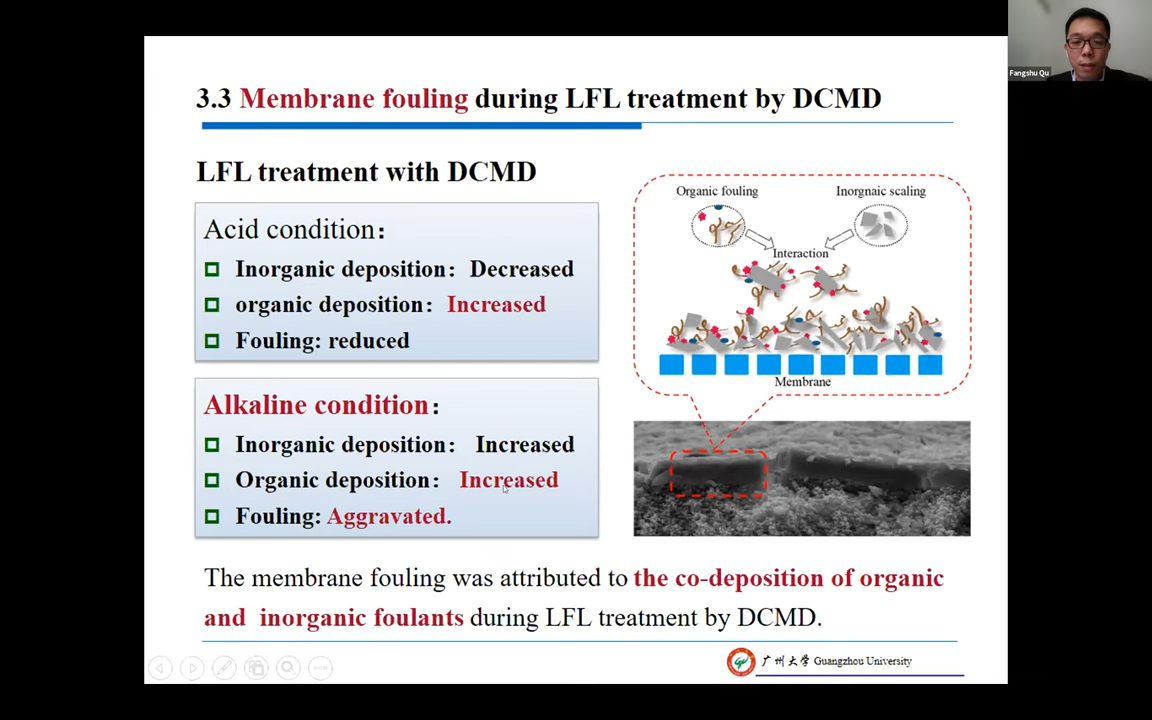 Fangshu Qu
3.3 Membrane fouling during LFL treatment by DCMD
LFL treatment with DCMD
Acid condition：
Inorganic deposition： Decreased
organic deposition： Increased
Fouling: reduced
Alkaline condition：
Inorganic deposition： Increased
Organic deposition： Increased
Fouling: Aggravated.
Organic fouling
Inorgnaic scaling
Interaction
Membrane
The membrane fouling was attributed to the co-deposition of organic
and inorganic foulants during LFL treatment by DCMD.
广州大学 Guangzhou University